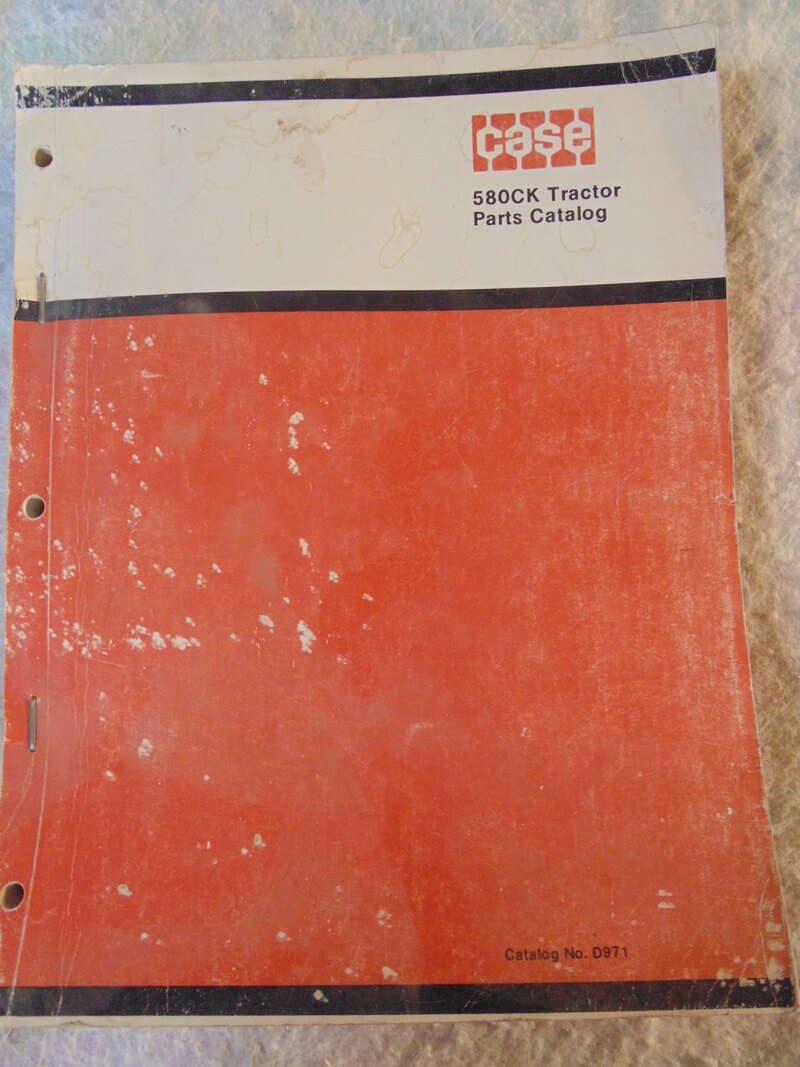 case
580CK Tractor
Parts Catalog
Catalog No. D971